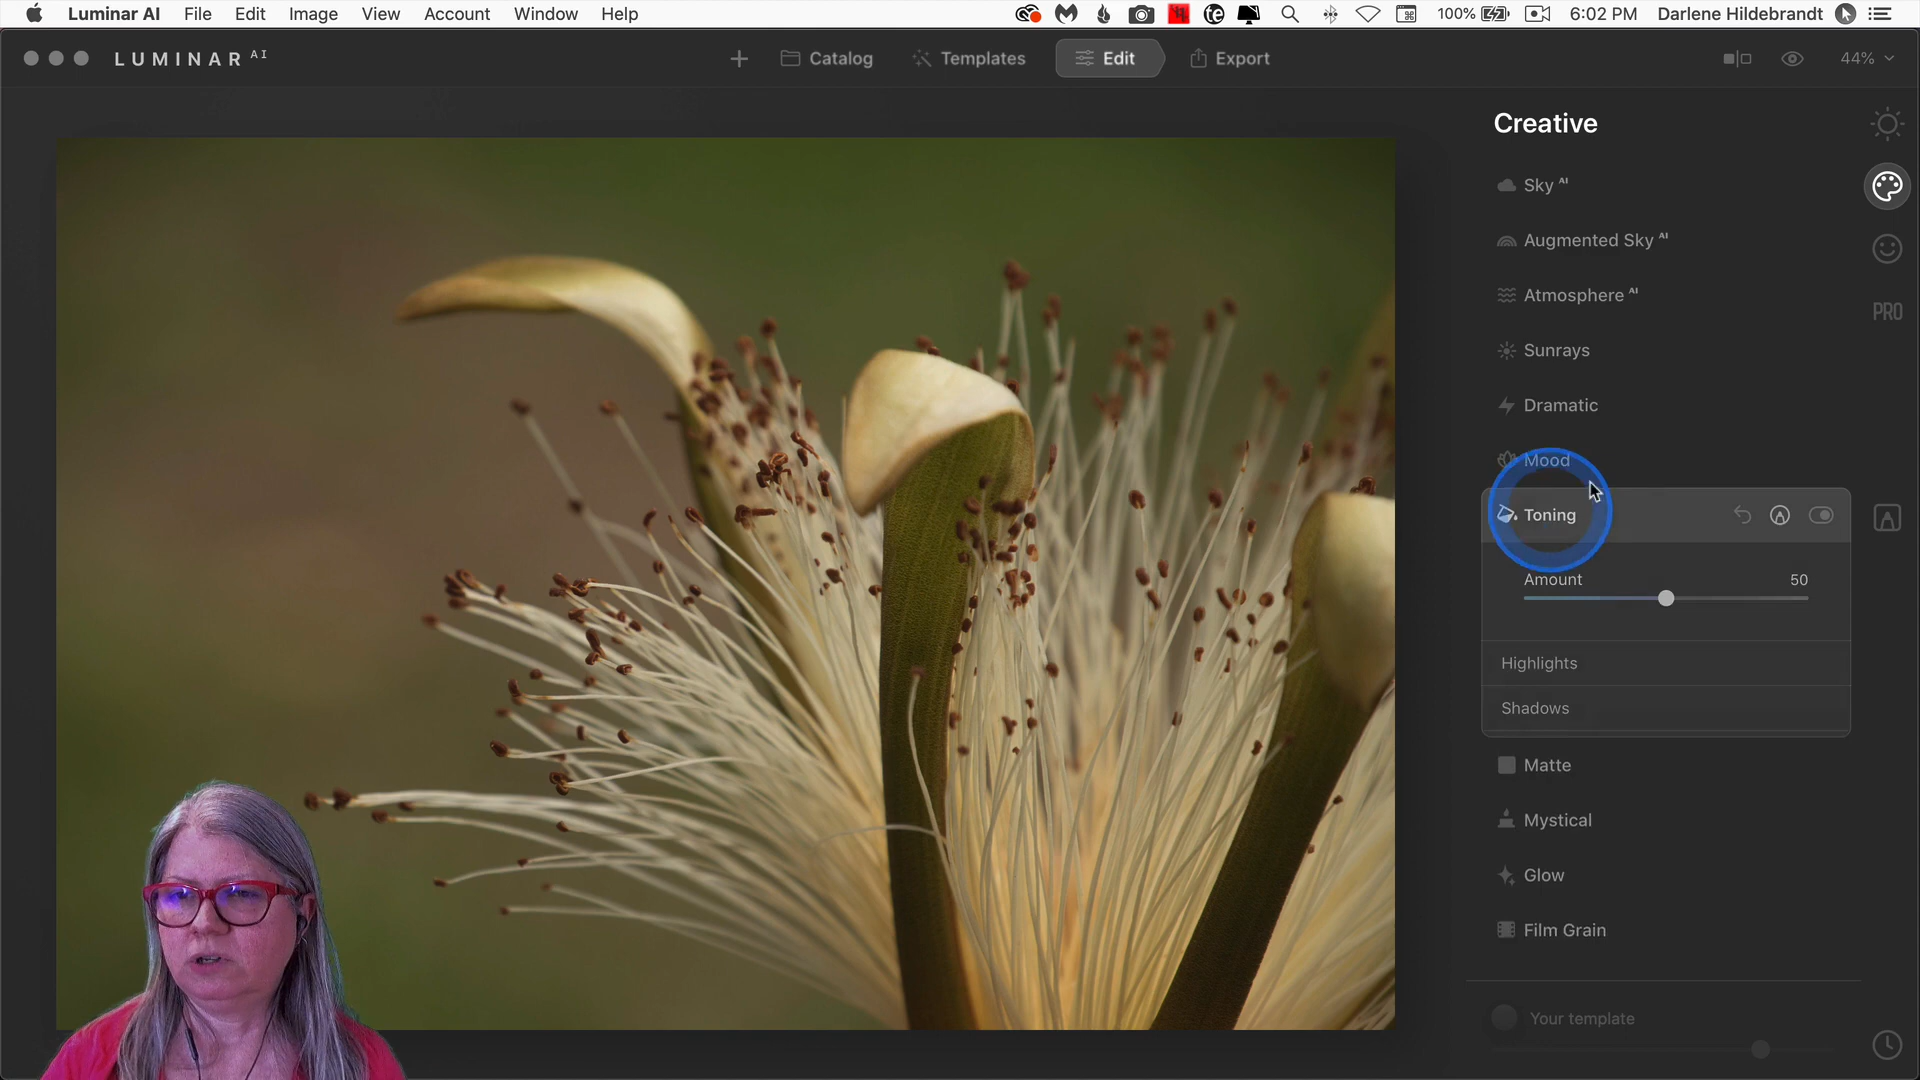 Luminar AI File Edit Image View Account Window Help 100% 6:02 PM Darlene Hildebrandt
LUMINAR AI
Catalog Templates Edit Export 44%
Creative
Sky AI
Augmented Sky AI
Atmosphere AI
PRO
Sunrays
Dramatic
Mood
Toning
Amount 50
Highlights
Shadows
Matte
Mystical
Glow
Film Grain
Your template